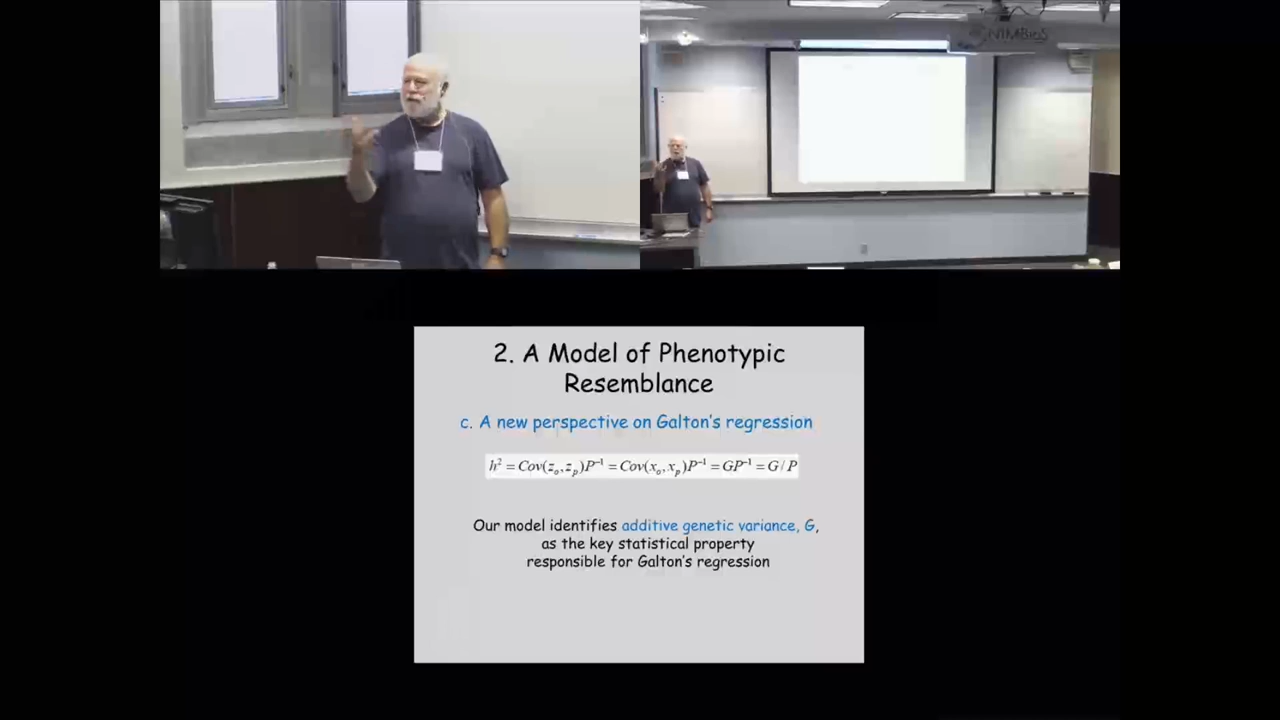 NIMBioS
2. A Model of Phenotypic
Resemblance
c. A new perspective on Galton's regression
h² = Cov(z_o, z_p)P⁻¹ = Cov(x_o, x_p)P⁻¹ = GP⁻¹ = G / P
Our model identifies additive genetic variance, G,
as the key statistical property
responsible for Galton's regression